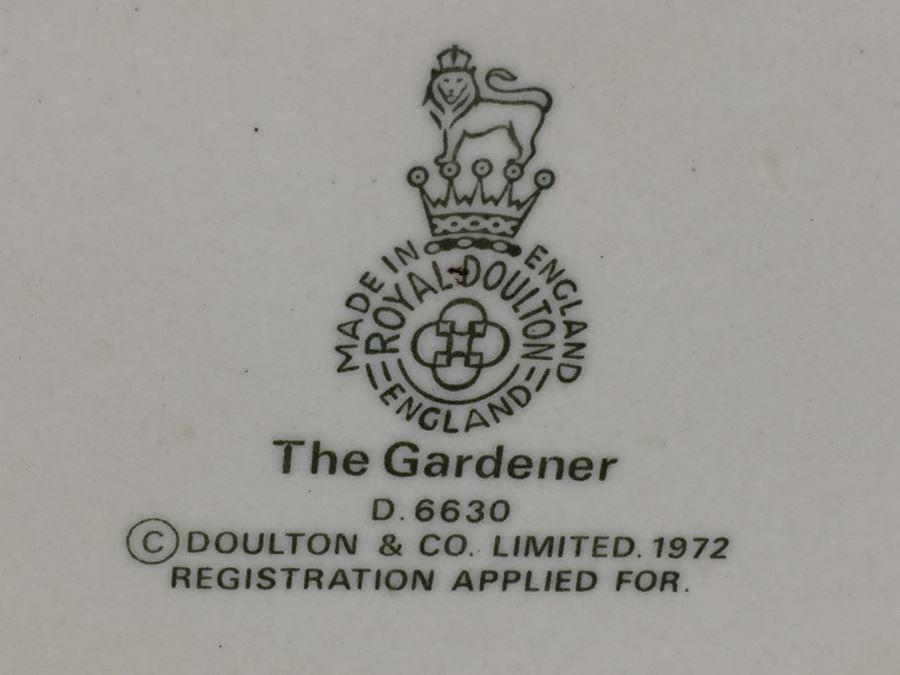 MADE IN ENGLAND
ROYAL DOULTON
ENGLAND
The Gardener
D. 6630
© DOULTON & CO. LIMITED. 1972
REGISTRATION APPLIED FOR.